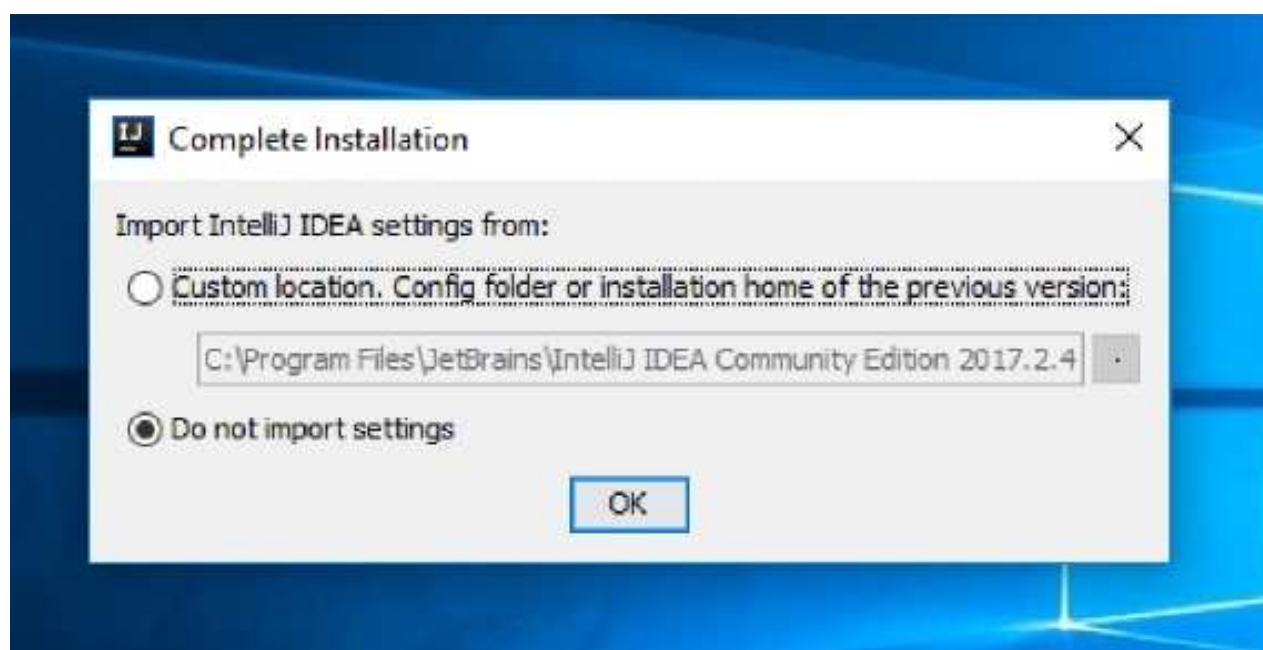 IJ
Complete Installation
Import IntelliJ IDEA settings from:
Custom location. Config folder or installation home of the previous version:
C:\Program Files\JetBrains\IntelliJ IDEA Community Edition 2017.2.4
Do not import settings
OK